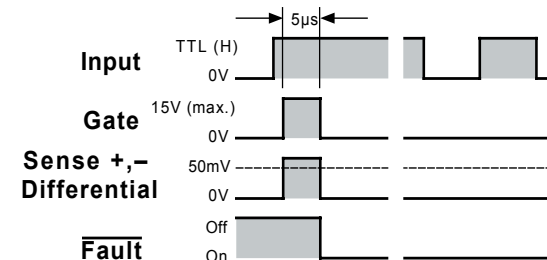 5µs
Input
TTL (H)
0V
Gate
15V (max.)
0V
Sense +,–
Differential
50mV
0V
Fault
Off
On